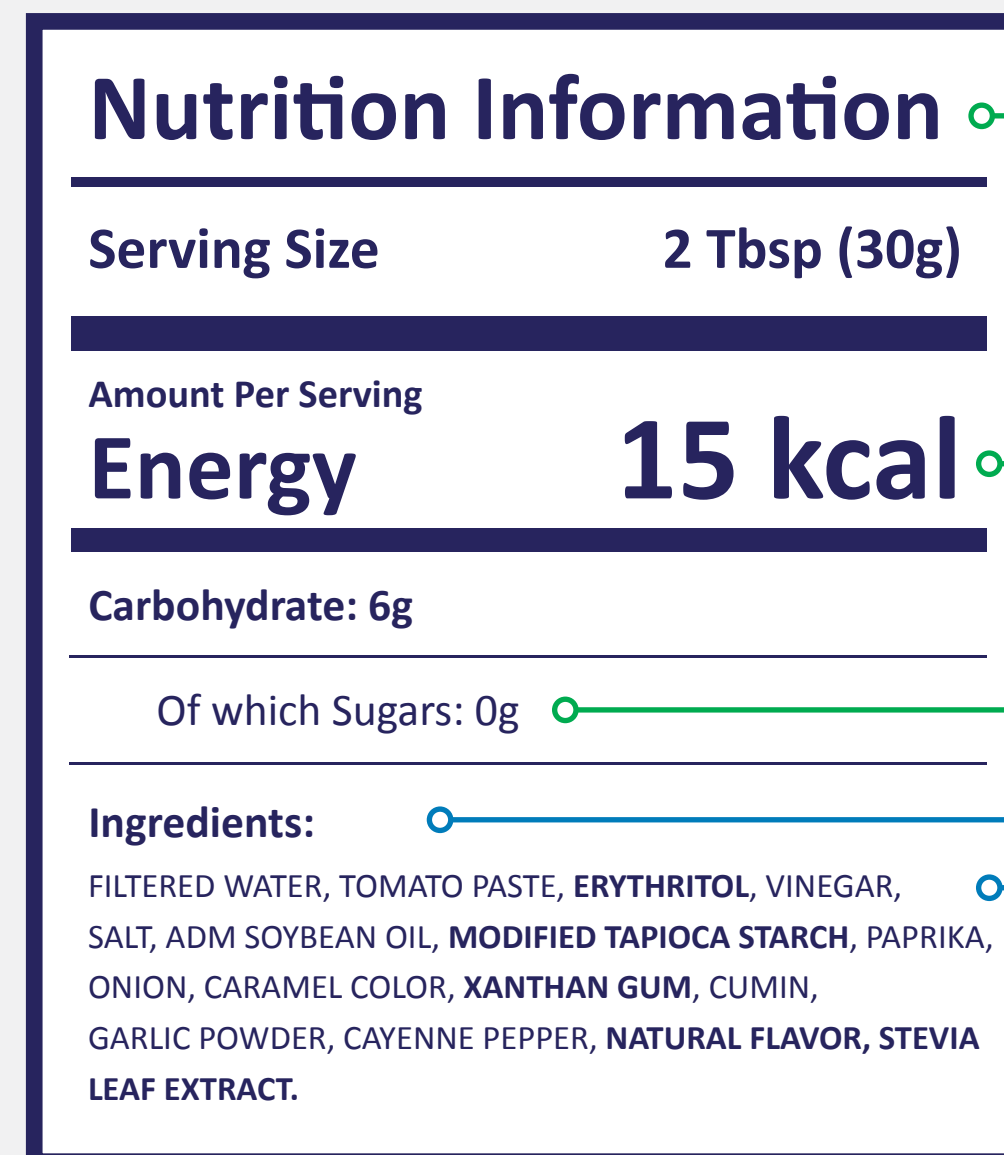 Nutrition Information
Serving Size 2 Tbsp (30g)
Amount Per Serving
Energy 15 kcal
Carbohydrate: 6g
Of which Sugars: 0g
Ingredients:
FILTERED WATER, TOMATO PASTE, ERYTHRITOL, VINEGAR,
SALT, ADM SOYBEAN OIL, MODIFIED TAPIOCA STARCH, PAPRIKA,
ONION, CARAMEL COLOR, XANTHAN GUM, CUMIN,
GARLIC POWDER, CAYENNE PEPPER, NATURAL FLAVOR, STEVIA
LEAF EXTRACT.